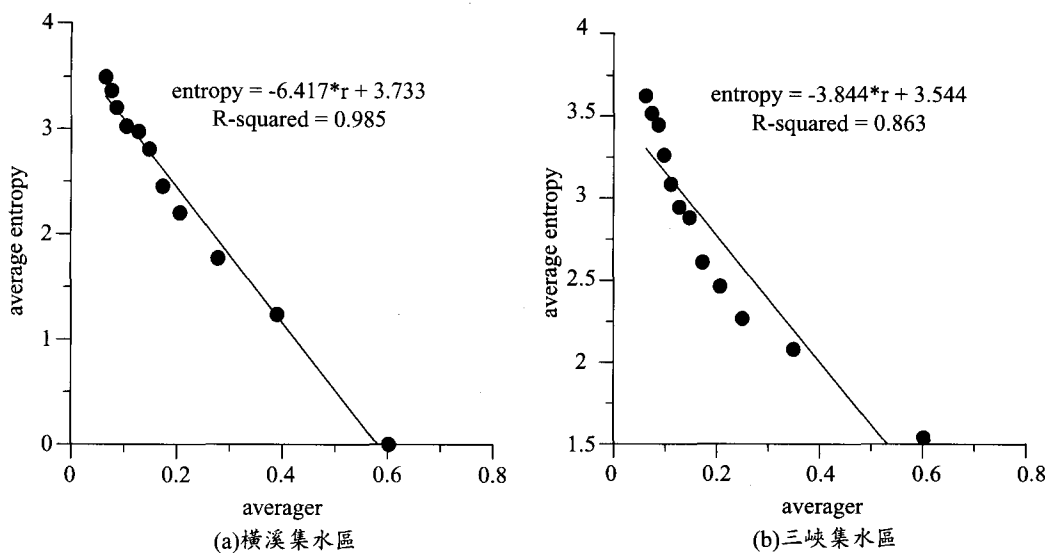 4
3
2
1
0
average entropy
entropy = -6.417*r + 3.733
R-squared = 0.985
0
0.2
0.4
0.6
0.8
averager
(a)橫溪集水區
4
3.5
3
2.5
2
1.5
average entropy
entropy = -3.844*r + 3.544
R-squared = 0.863
0
0.2
0.4
0.6
0.8
averager
(b)三峽集水區